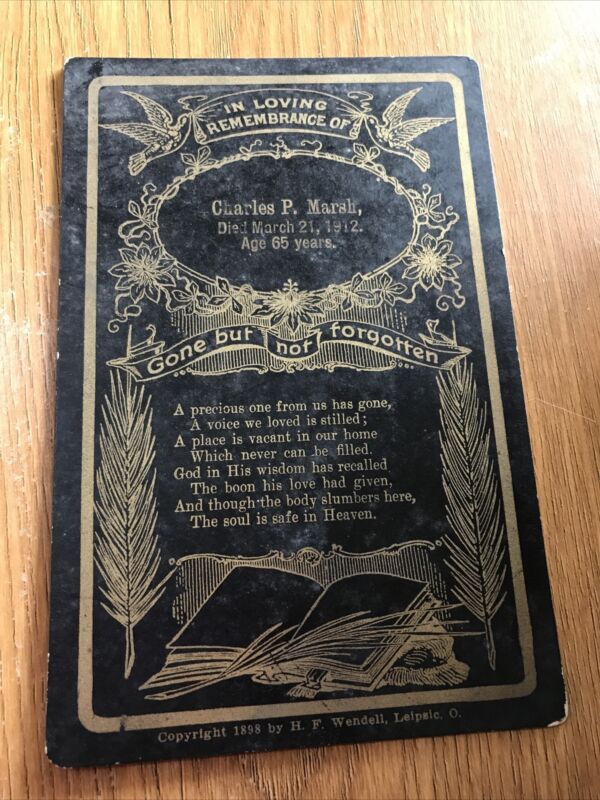 IN LOVING
REMEMBRANCE OF
Charles P. Marsh,
Died March 21, 1912.
Age 65 years.
Gone but not forgotten
A precious one from us has gone,
A voice we loved is stilled;
A place is vacant in our home
Which never can be filled.
God in His wisdom has recalled
The boon his love had given,
And though the body slumbers here,
The soul is safe in Heaven.
Copyright 1898 by H. F. Wendell, Leipsic, O.